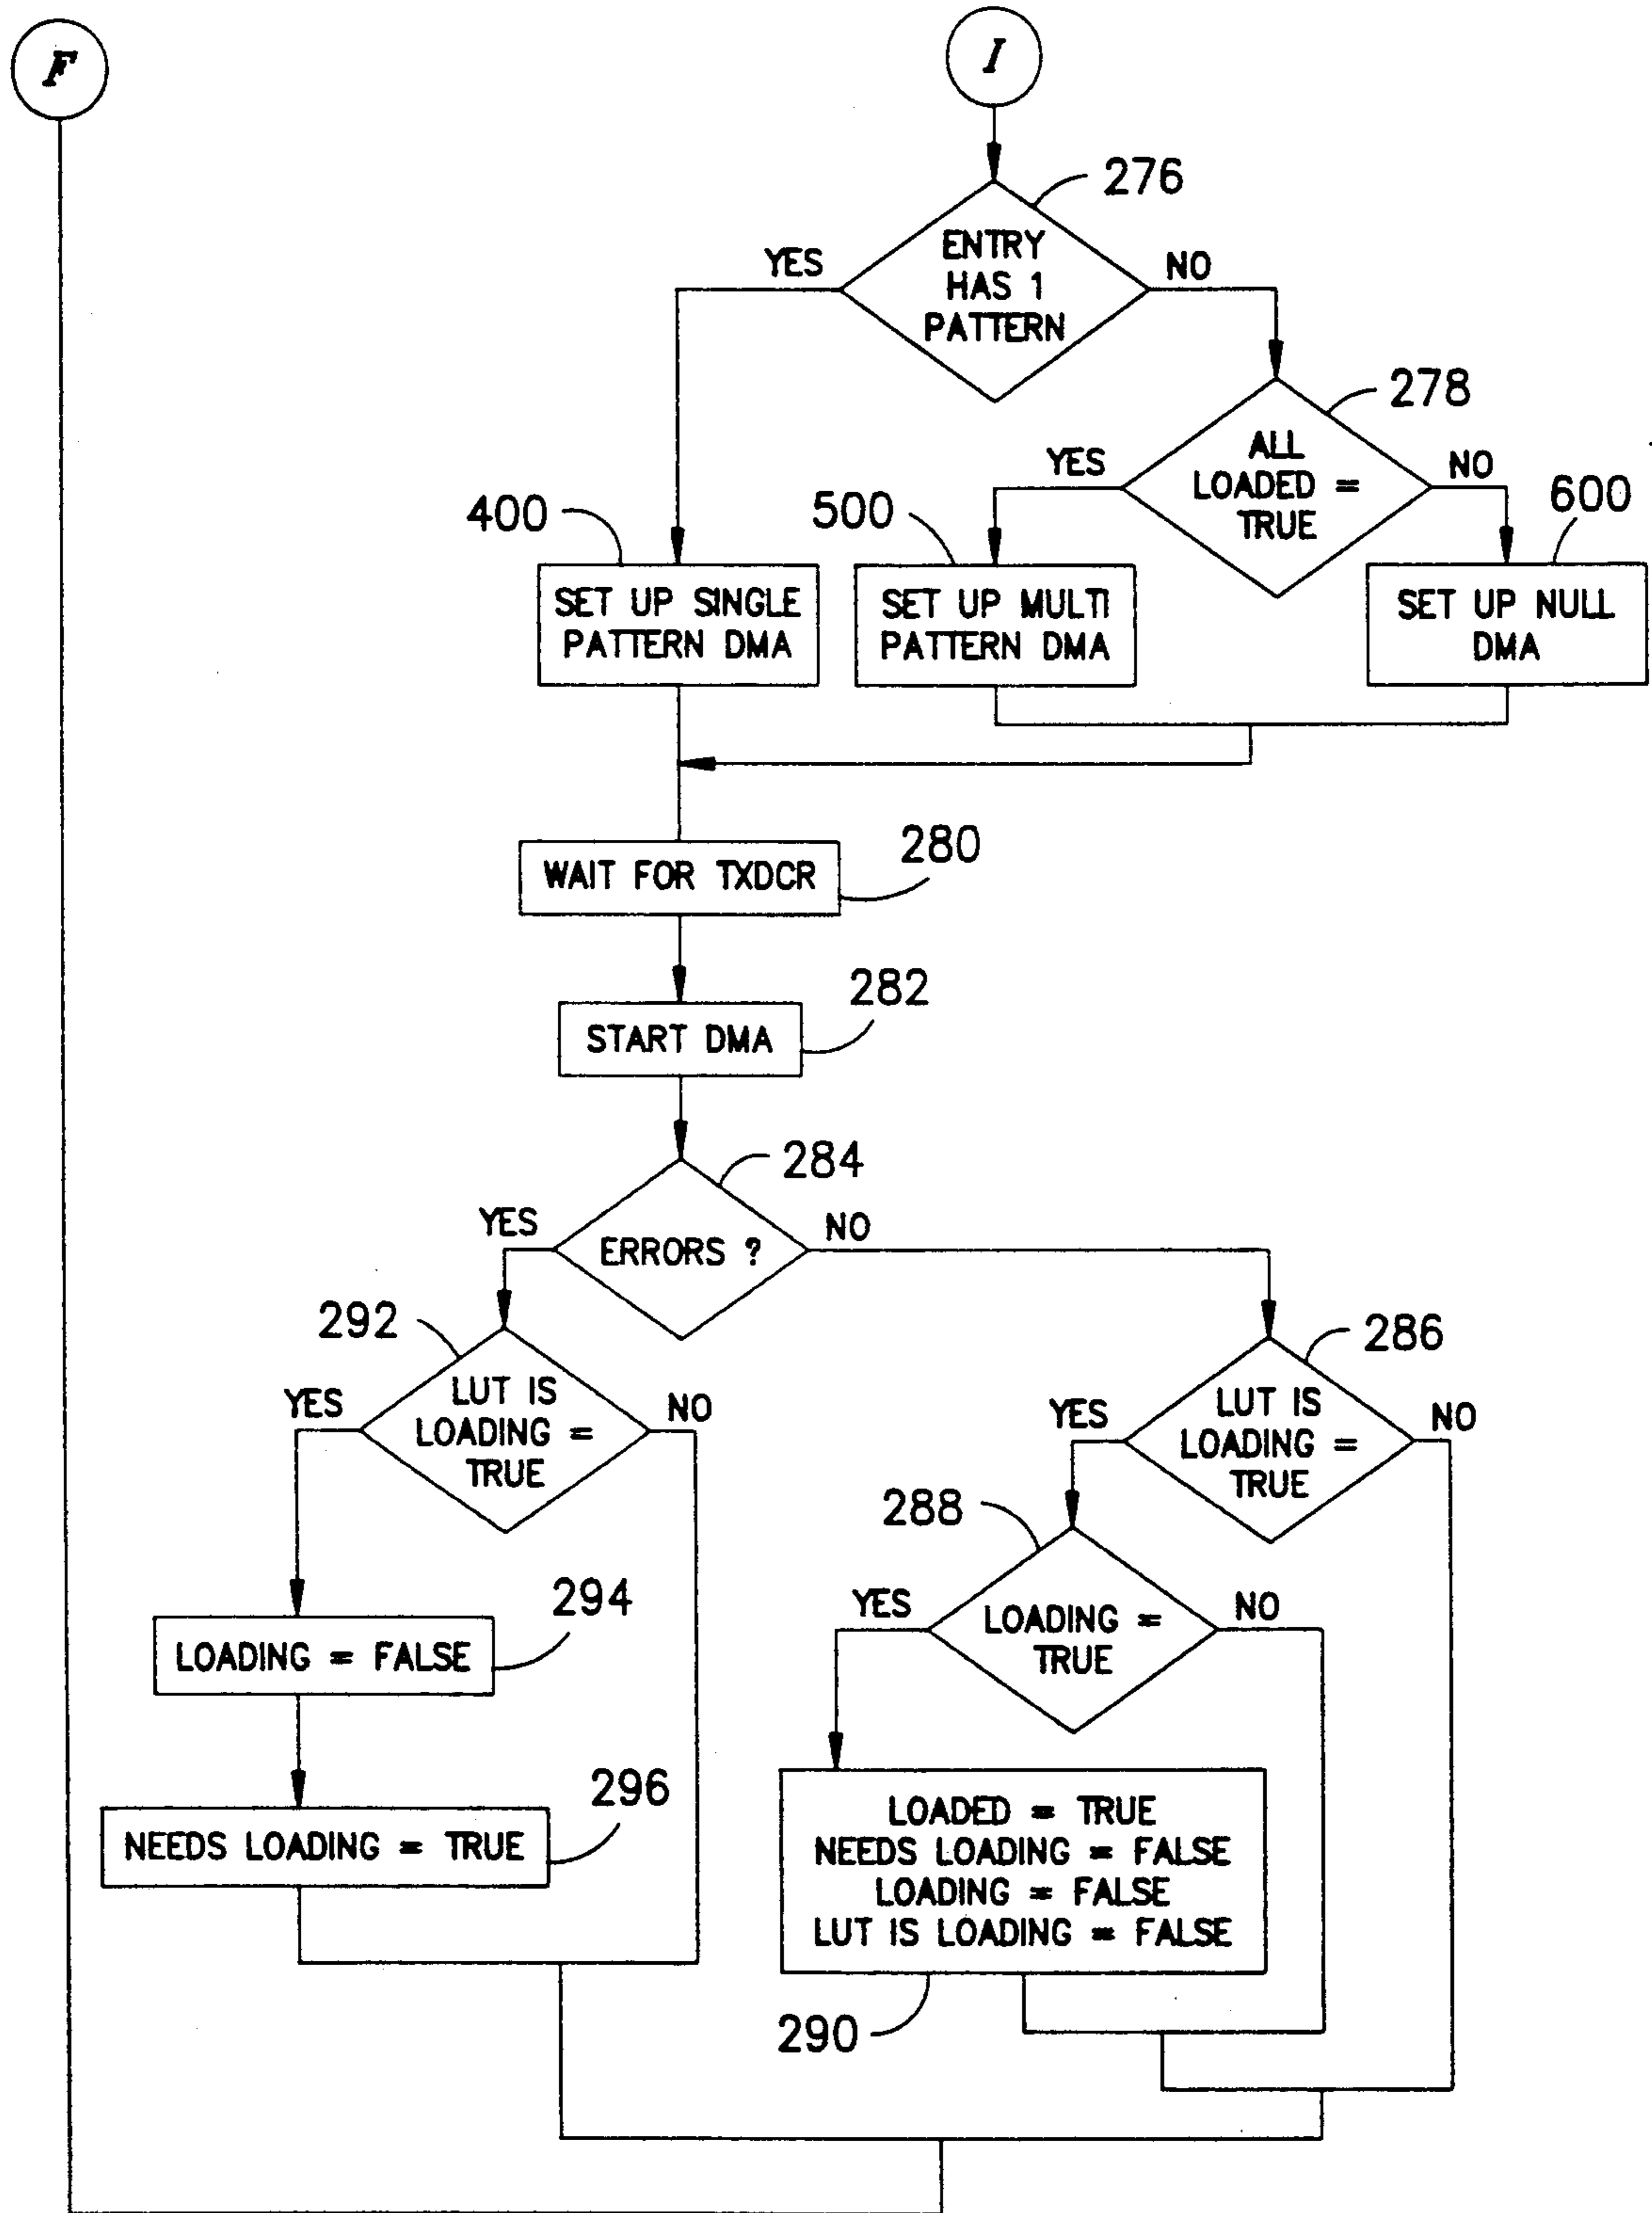 F
I
276
ENTRY
HAS 1
PATTERN
YES
NO
278
ALL
LOADED =
TRUE
YES
NO
400
500
600
SET UP SINGLE
PATTERN DMA
SET UP MULTI
PATTERN DMA
SET UP NULL
DMA
280
WAIT FOR TXDCR
282
START DMA
284
YES
ERRORS ?
NO
292
286
YES
LUT IS
LOADING =
TRUE
NO
YES
LUT IS
LOADING =
TRUE
NO
288
294
YES
LOADING =
TRUE
NO
LOADING = FALSE
296
NEEDS LOADING = TRUE
LOADED = TRUE
NEEDS LOADING = FALSE
LOADING = FALSE
LUT IS LOADING = FALSE
290